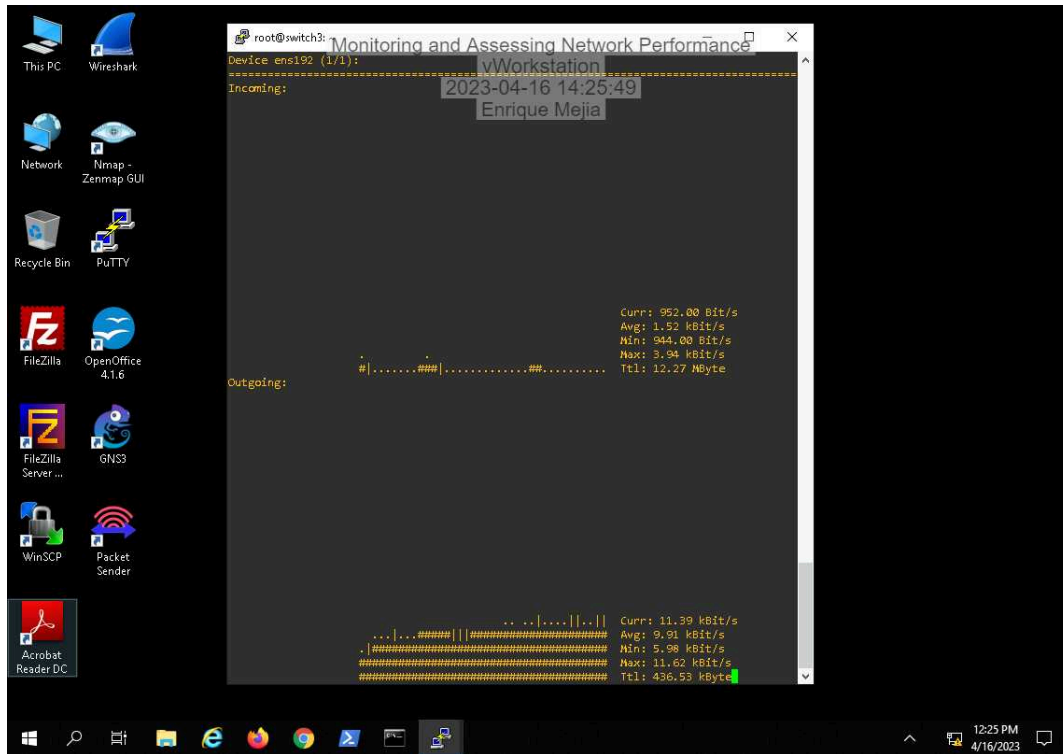 This PC
Wireshark
Network
Nmap -
Zenmap GUI
Recycle Bin
PuTTY
FileZilla
OpenOffice
4.1.6
FileZilla
Server ...
GNS3
WinSCP
Packet
Sender
Acrobat
Reader DC
root@switch3: ~
Monitoring and Assessing Network Performance
vWorkstation
2023-04-16 14:25:49
Enrique Mejia
Device ens192 (1/1):
================================================================================
Incoming:
Curr: 952.00 Bit/s
Avg: 1.52 kBit/s
Min: 944.00 Bit/s
Max: 3.94 kBit/s
Ttl: 12.27 MByte
Outgoing:
Curr: 11.39 kBit/s
Avg: 9.91 kBit/s
Min: 5.98 kBit/s
Max: 11.62 kBit/s
Ttl: 436.53 kByte
12:25 PM
4/16/2023